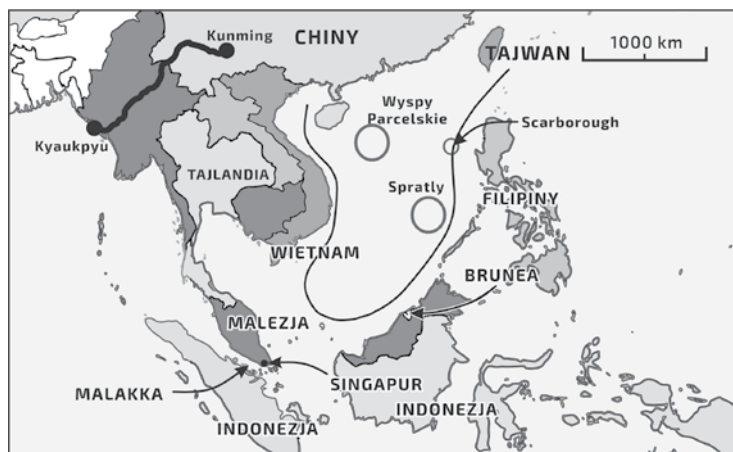 Kunming
CHINY
TAJWAN
1000 km
Wyspy
Parcelskie
Scarborough
Kyaukpyu
TAJLANDIA
Spratly
FILIPINY
WIETNAM
BRUNEA
MALEZJA
MALAKKA
SINGAPUR
INDONEZJA
INDONEZJA